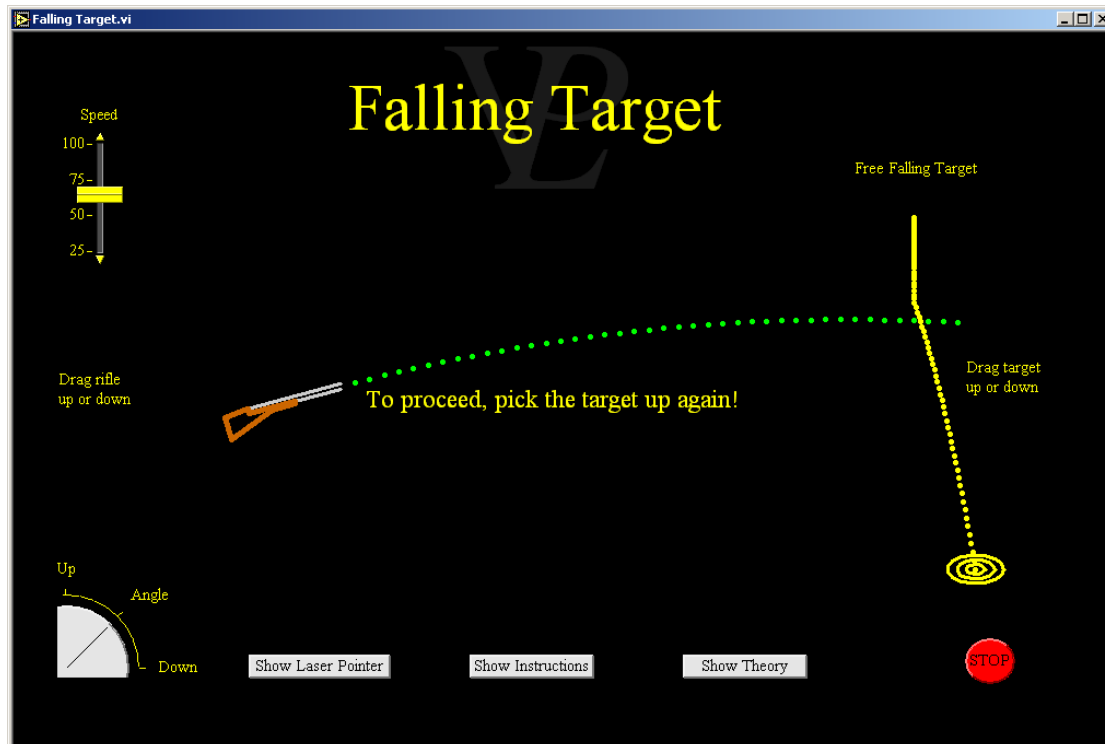 Falling Target.vi
VPL
Falling Target
Speed
100
75
50
25
Free Falling Target
Drag rifle
up or down
To proceed, pick the target up again!
Drag target
up or down
Up
Angle
Down
Show Laser Pointer
Show Instructions
Show Theory
STOP